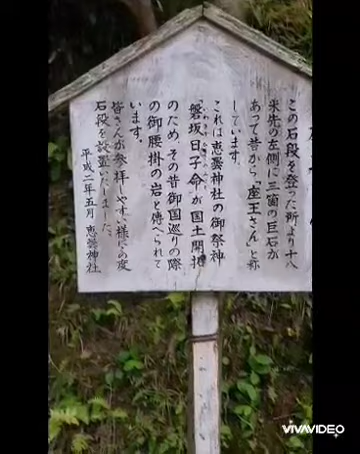 この石段を登った所より十八
米先の左側に三箇の巨石が
あって昔から「座王さん」と称
しています。
これは恵曇神社の御祭神
磐坂日子命が国土開拓
のため、その昔御国巡りの際
の御腰掛の岩と傳へられて
います。
皆さんが参拝しやすい様にこの度
石段を設置いたしました。
平成二年五月 恵曇神社
VIVAVIDEO